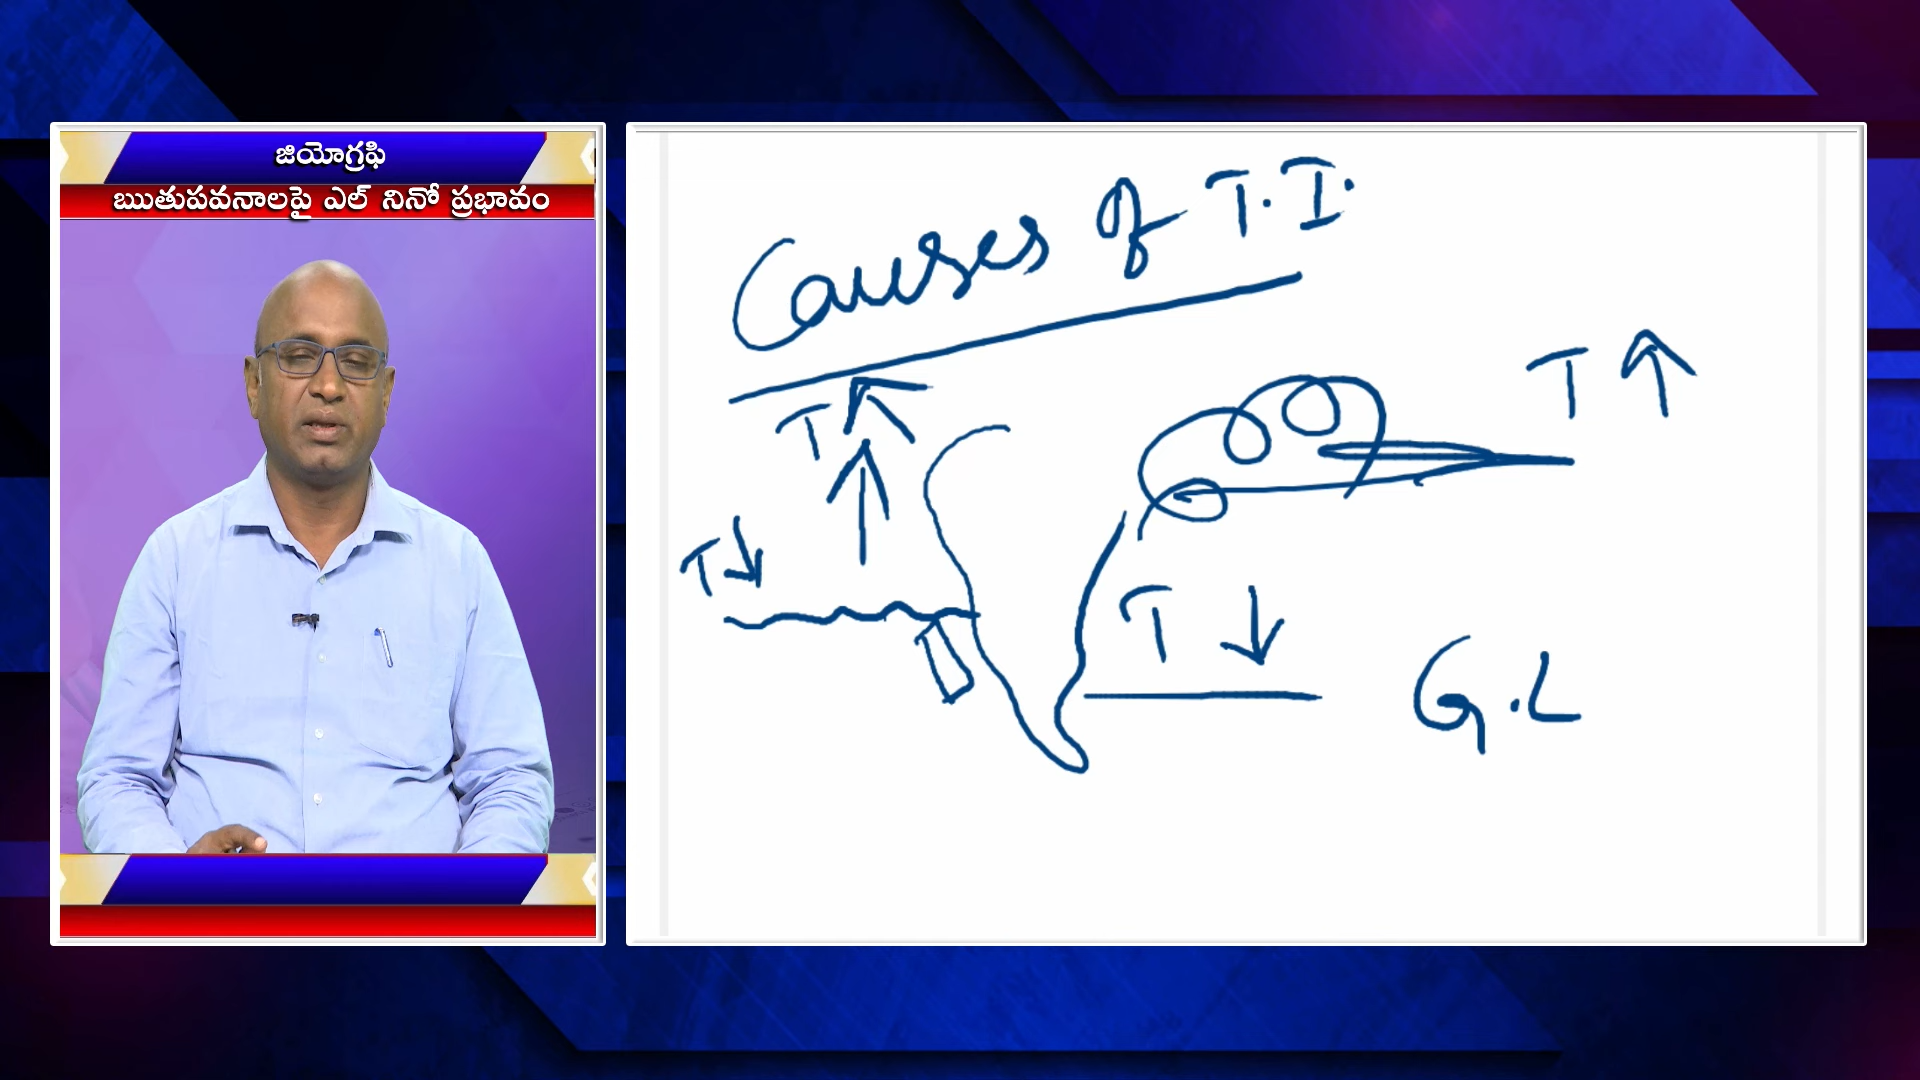 జియోగ్రఫి
ఋతుపవనాలపై ఎల్ నినో ప్రభావం
Causes of T.I.
T
T
T
T
G.L